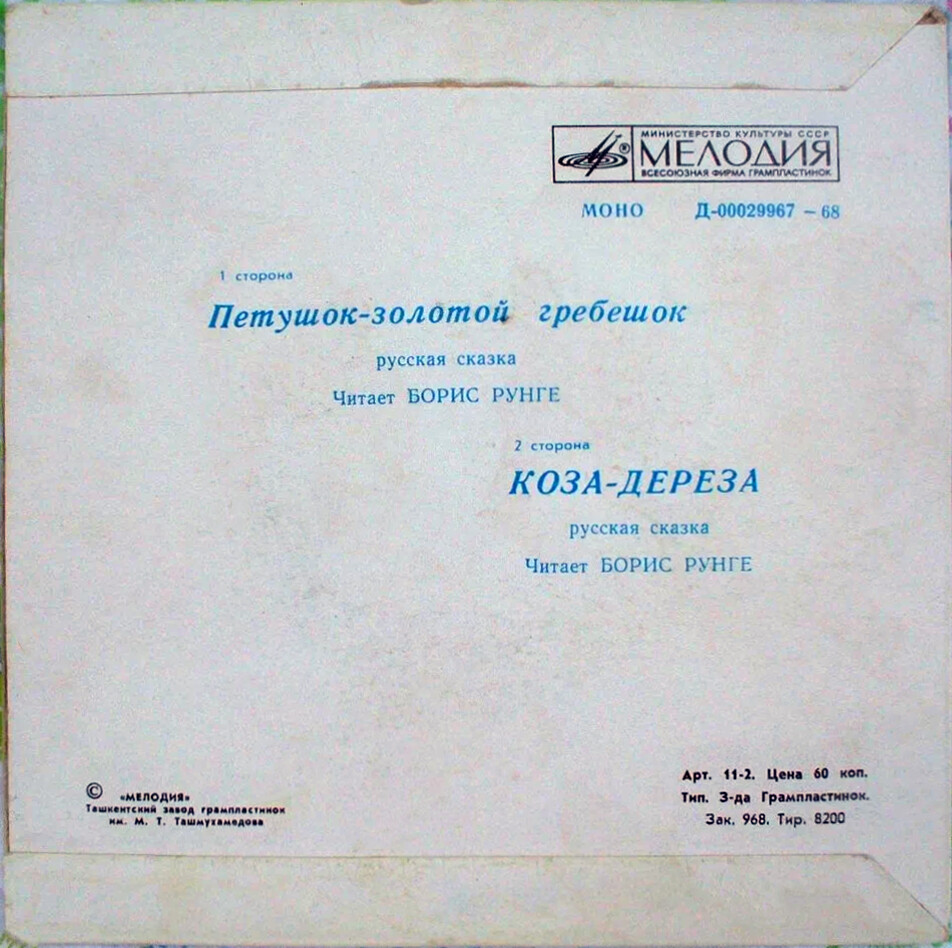 МИНИСТЕРСТВО КУЛЬТУРЫ СССР
МЕЛОДИЯ
ВСЕСОЮЗНАЯ ФИРМА ГРАМПЛАСТИНОК
МОНО Д-00029967 – 68
1 сторона
Петушок-золотой гребешок
русская сказка
Читает БОРИС РУНГЕ
2 сторона
КОЗА-ДЕРЕЗА
русская сказка
Читает БОРИС РУНГЕ
© «МЕЛОДИЯ»
Ташкентский завод грампластинок
им. М. Т. Ташмухамедова
Арт. 11-2. Цена 60 коп.
Тип. З-да Грампластинок.
Зак. 968. Тир. 8200